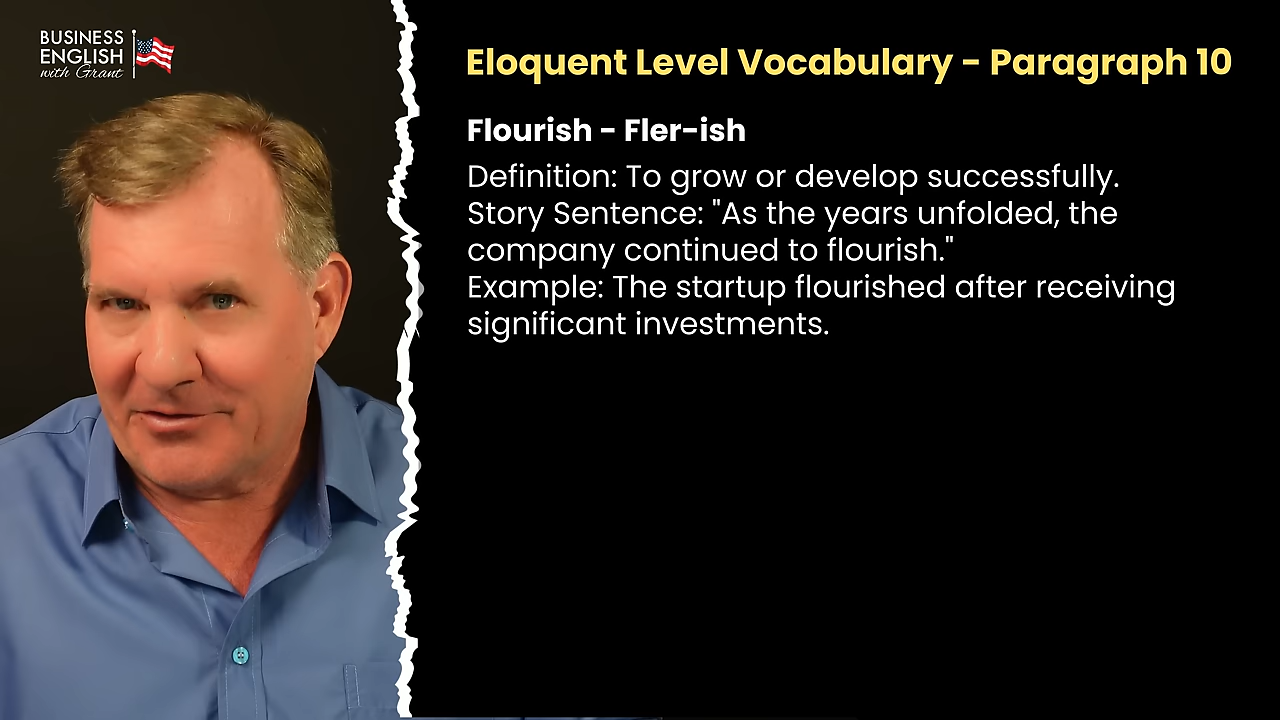 BUSINESS
ENGLISH
with Grant
Eloquent Level Vocabulary - Paragraph 10
Flourish - Fler-ish
Definition: To grow or develop successfully.
Story Sentence: "As the years unfolded, the
company continued to flourish."
Example: The startup flourished after receiving
significant investments.